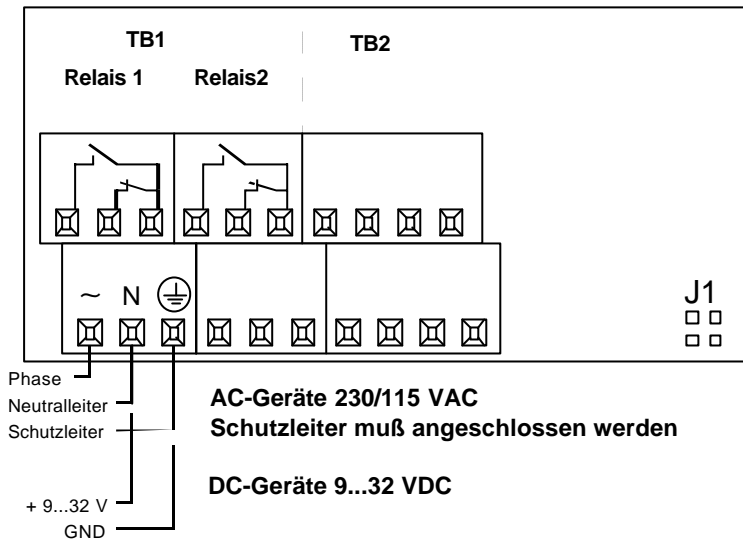 TB1 TB2
Relais 1 Relais2
~ N
J1
Phase
Neutralleiter
Schutzleiter
AC-Geräte 230/115 VAC
Schutzleiter muß angeschlossen werden
DC-Geräte 9...32 VDC
+ 9...32 V
GND